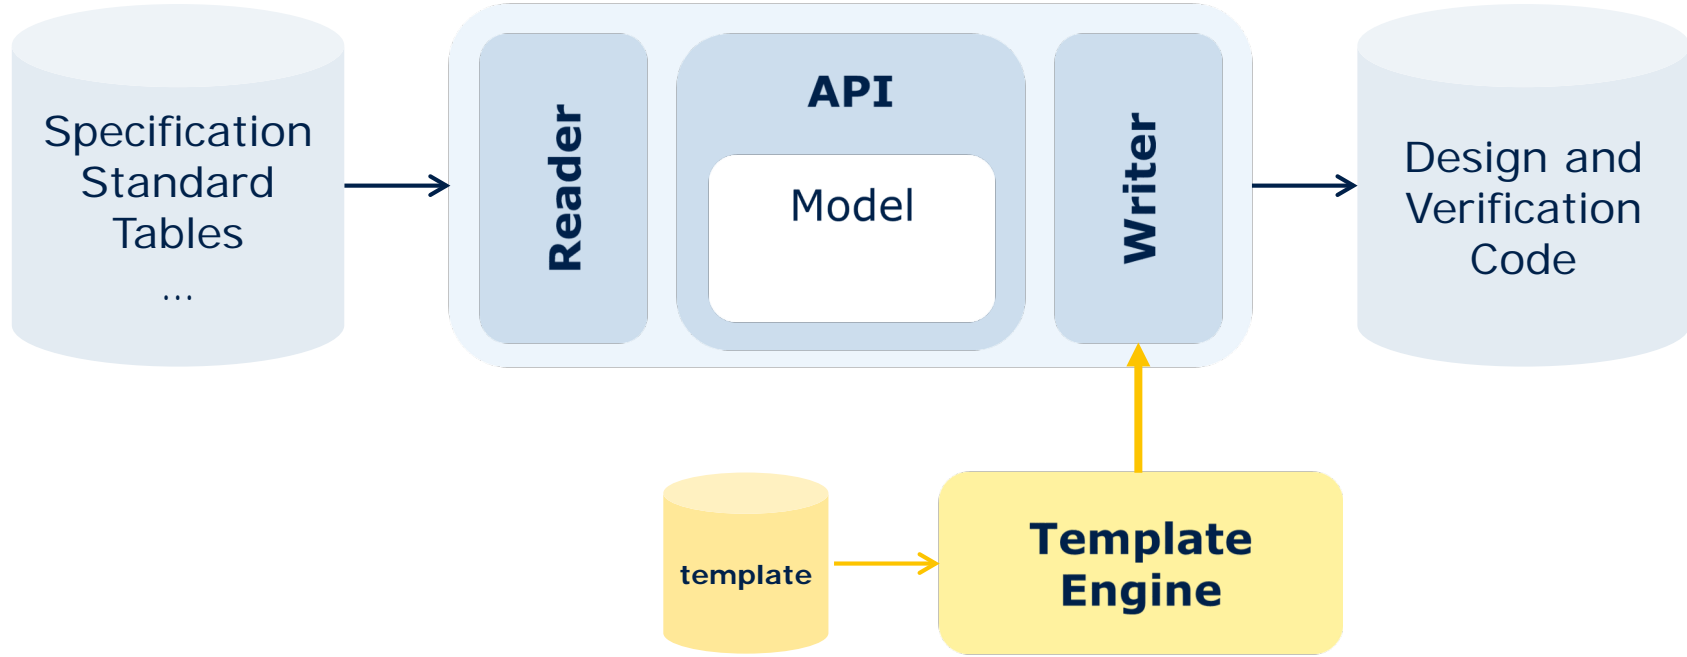 Specification
Standard
Tables
...
Reader
API
Model
Writer
Design and
Verification
Code
template
Template
Engine